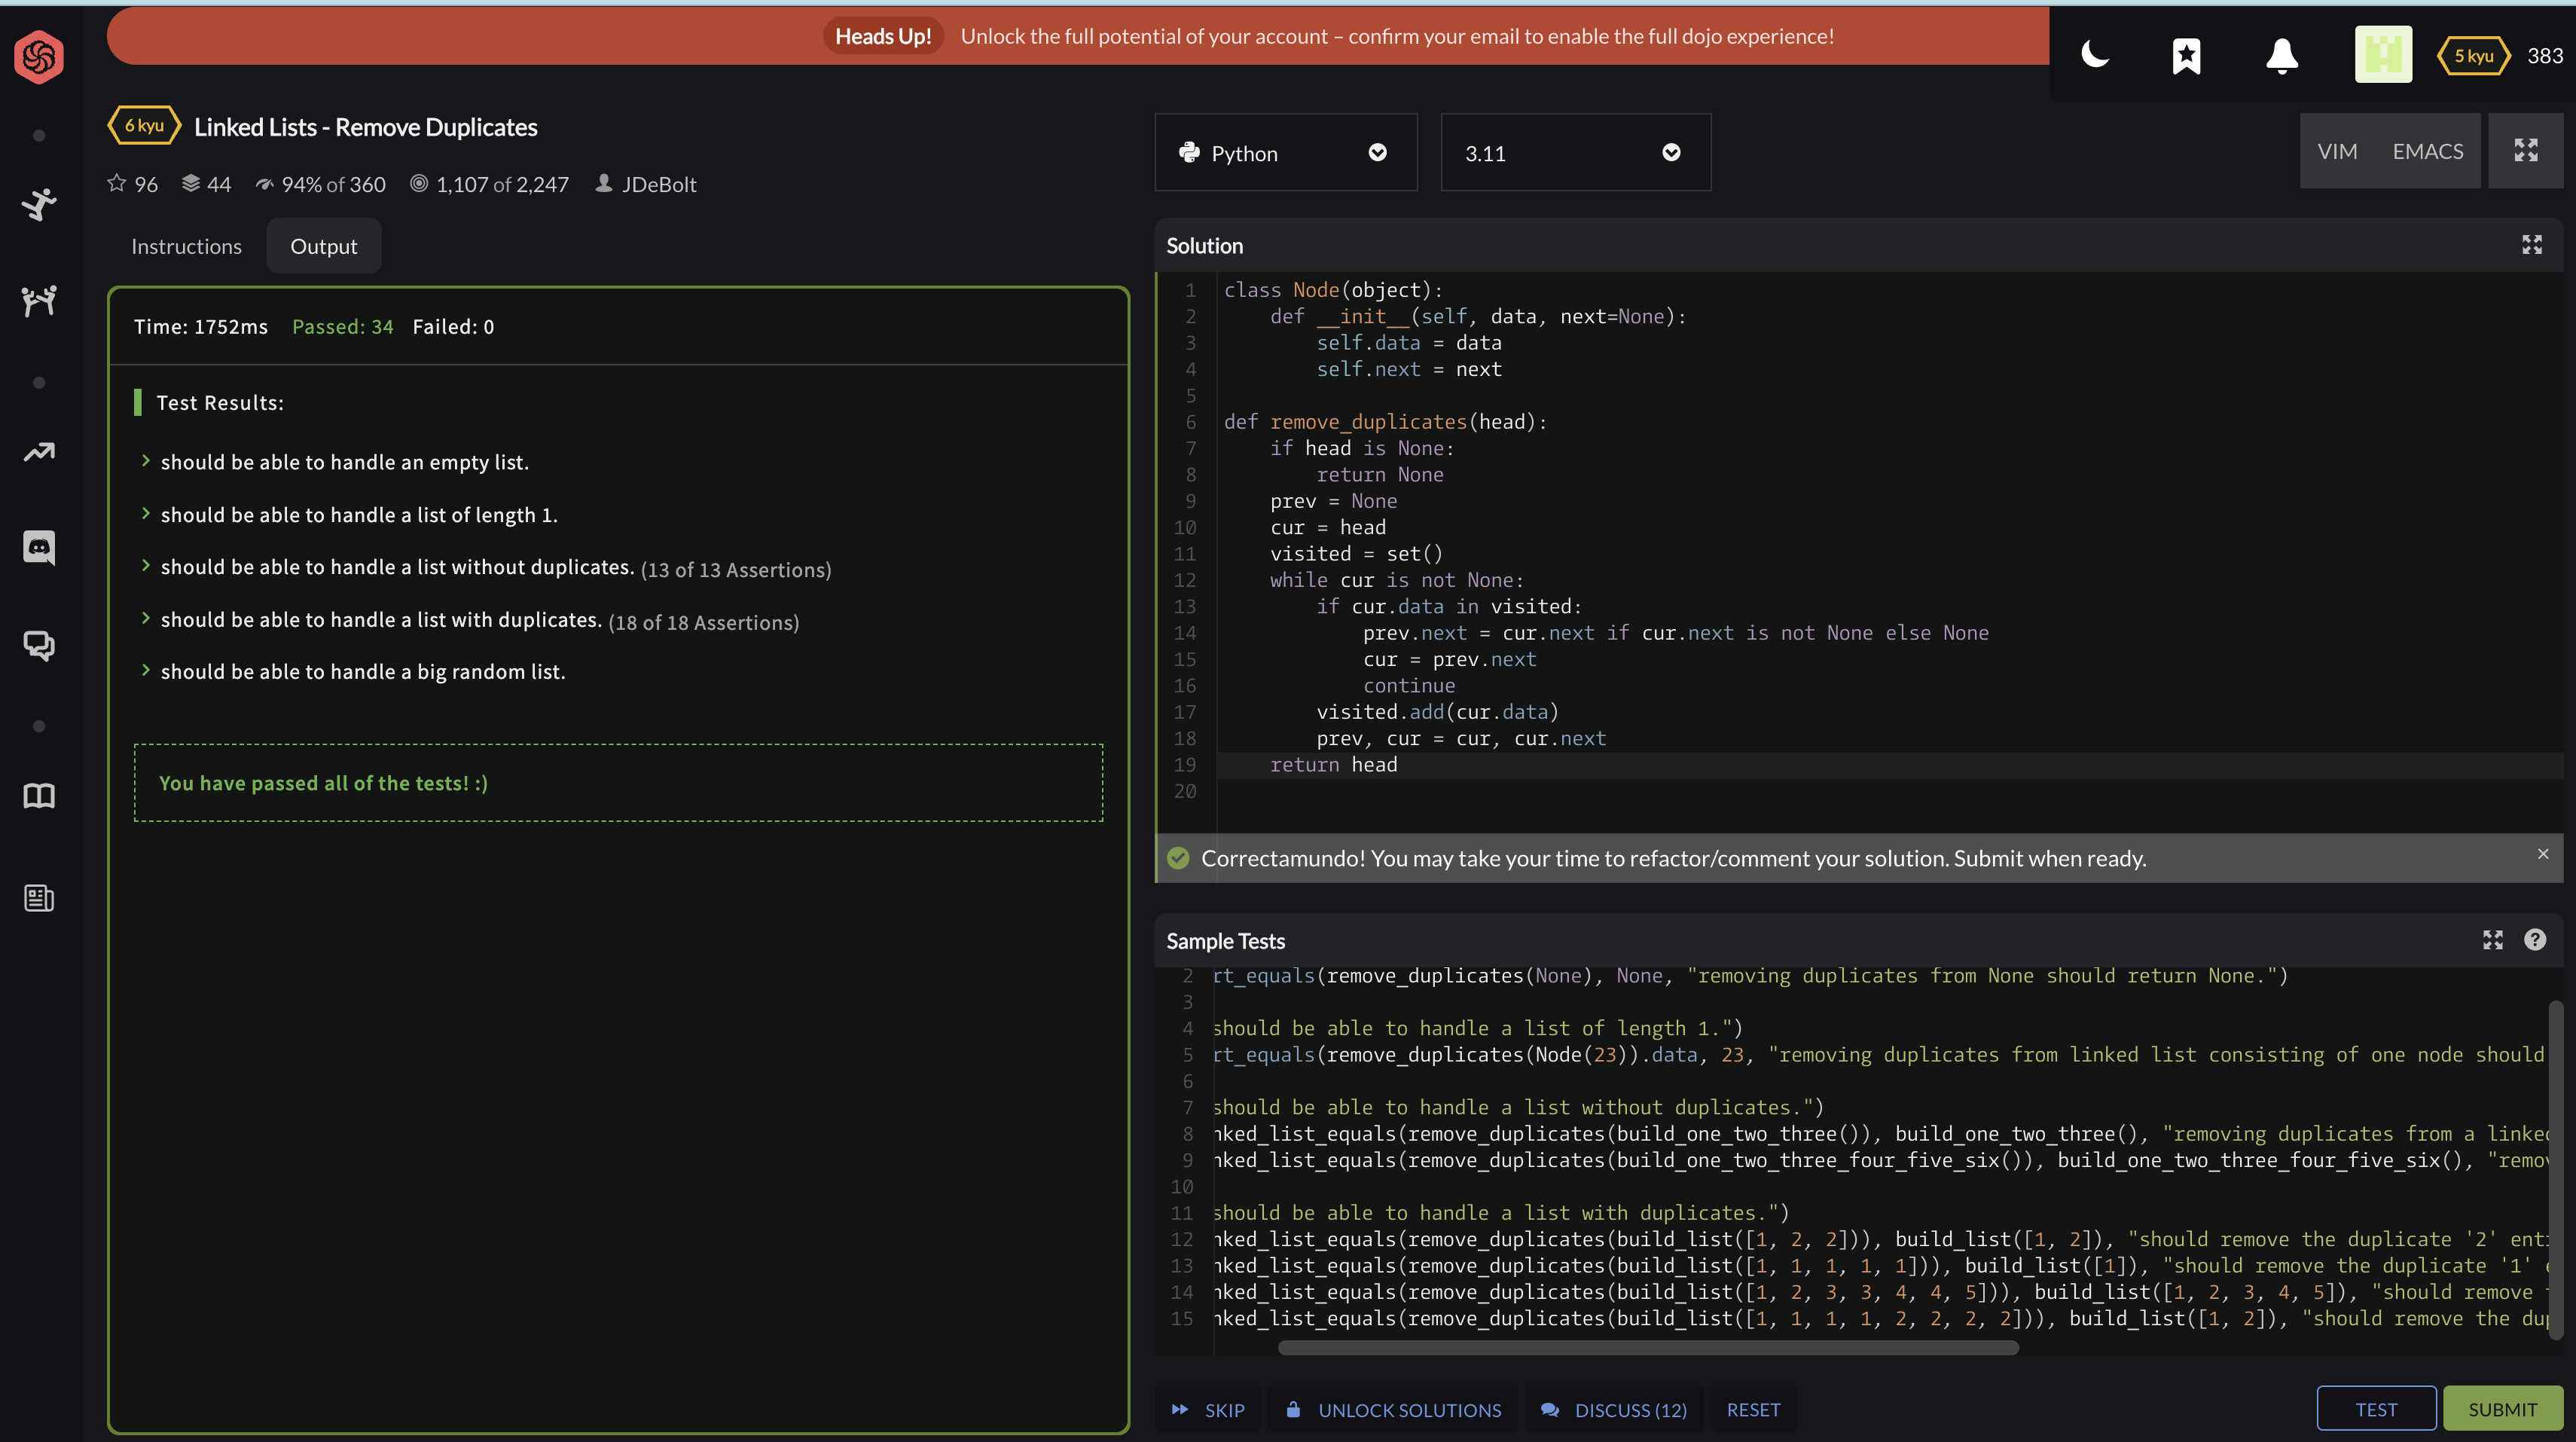 Heads Up! Unlock the full potential of your account – confirm your email to enable the full dojo experience!
5 kyu 383
6 kyu Linked Lists - Remove Duplicates
96 44 94% of 360 1,107 of 2,247 JDeBolt
Instructions Output
Time: 1752ms Passed: 34 Failed: 0
Test Results:
should be able to handle an empty list.
should be able to handle a list of length 1.
should be able to handle a list without duplicates. (13 of 13 Assertions)
should be able to handle a list with duplicates. (18 of 18 Assertions)
should be able to handle a big random list.
You have passed all of the tests! :)
Python 3.11 VIM EMACS
Solution
1 class Node(object):
2     def __init__(self, data, next=None):
3         self.data = data
4         self.next = next
5
6 def remove_duplicates(head):
7     if head is None:
8         return None
9     prev = None
10     cur = head
11     visited = set()
12     while cur is not None:
13         if cur.data in visited:
14             prev.next = cur.next if cur.next is not None else None
15             cur = prev.next
16             continue
17         visited.add(cur.data)
18         prev, cur = cur, cur.next
19     return head
20
Correctamundo! You may take your time to refactor/comment your solution. Submit when ready.
Sample Tests
2 rt_equals(remove_duplicates(None), None, "removing duplicates from None should return None.")
3
4 should be able to handle a list of length 1.")
5 rt_equals(remove_duplicates(Node(23)).data, 23, "removing duplicates from linked list consisting of one node should
6
7 should be able to handle a list without duplicates.")
8 nked_list_equals(remove_duplicates(build_one_two_three()), build_one_two_three(), "removing duplicates from a linked
9 nked_list_equals(remove_duplicates(build_one_two_three_four_five_six()), build_one_two_three_four_five_six(), "remov
10
11 should be able to handle a list with duplicates.")
12 nked_list_equals(remove_duplicates(build_list([1, 2, 2])), build_list([1, 2]), "should remove the duplicate '2' ent
13 nked_list_equals(remove_duplicates(build_list([1, 1, 1, 1, 1])), build_list([1]), "should remove the duplicate '1'
14 nked_list_equals(remove_duplicates(build_list([1, 2, 3, 3, 4, 4, 5])), build_list([1, 2, 3, 4, 5]), "should remove
15 nked_list_equals(remove_duplicates(build_list([1, 1, 1, 1, 2, 2, 2, 2])), build_list([1, 2]), "should remove the dup
SKIP UNLOCK SOLUTIONS DISCUSS (12) RESET TEST SUBMIT